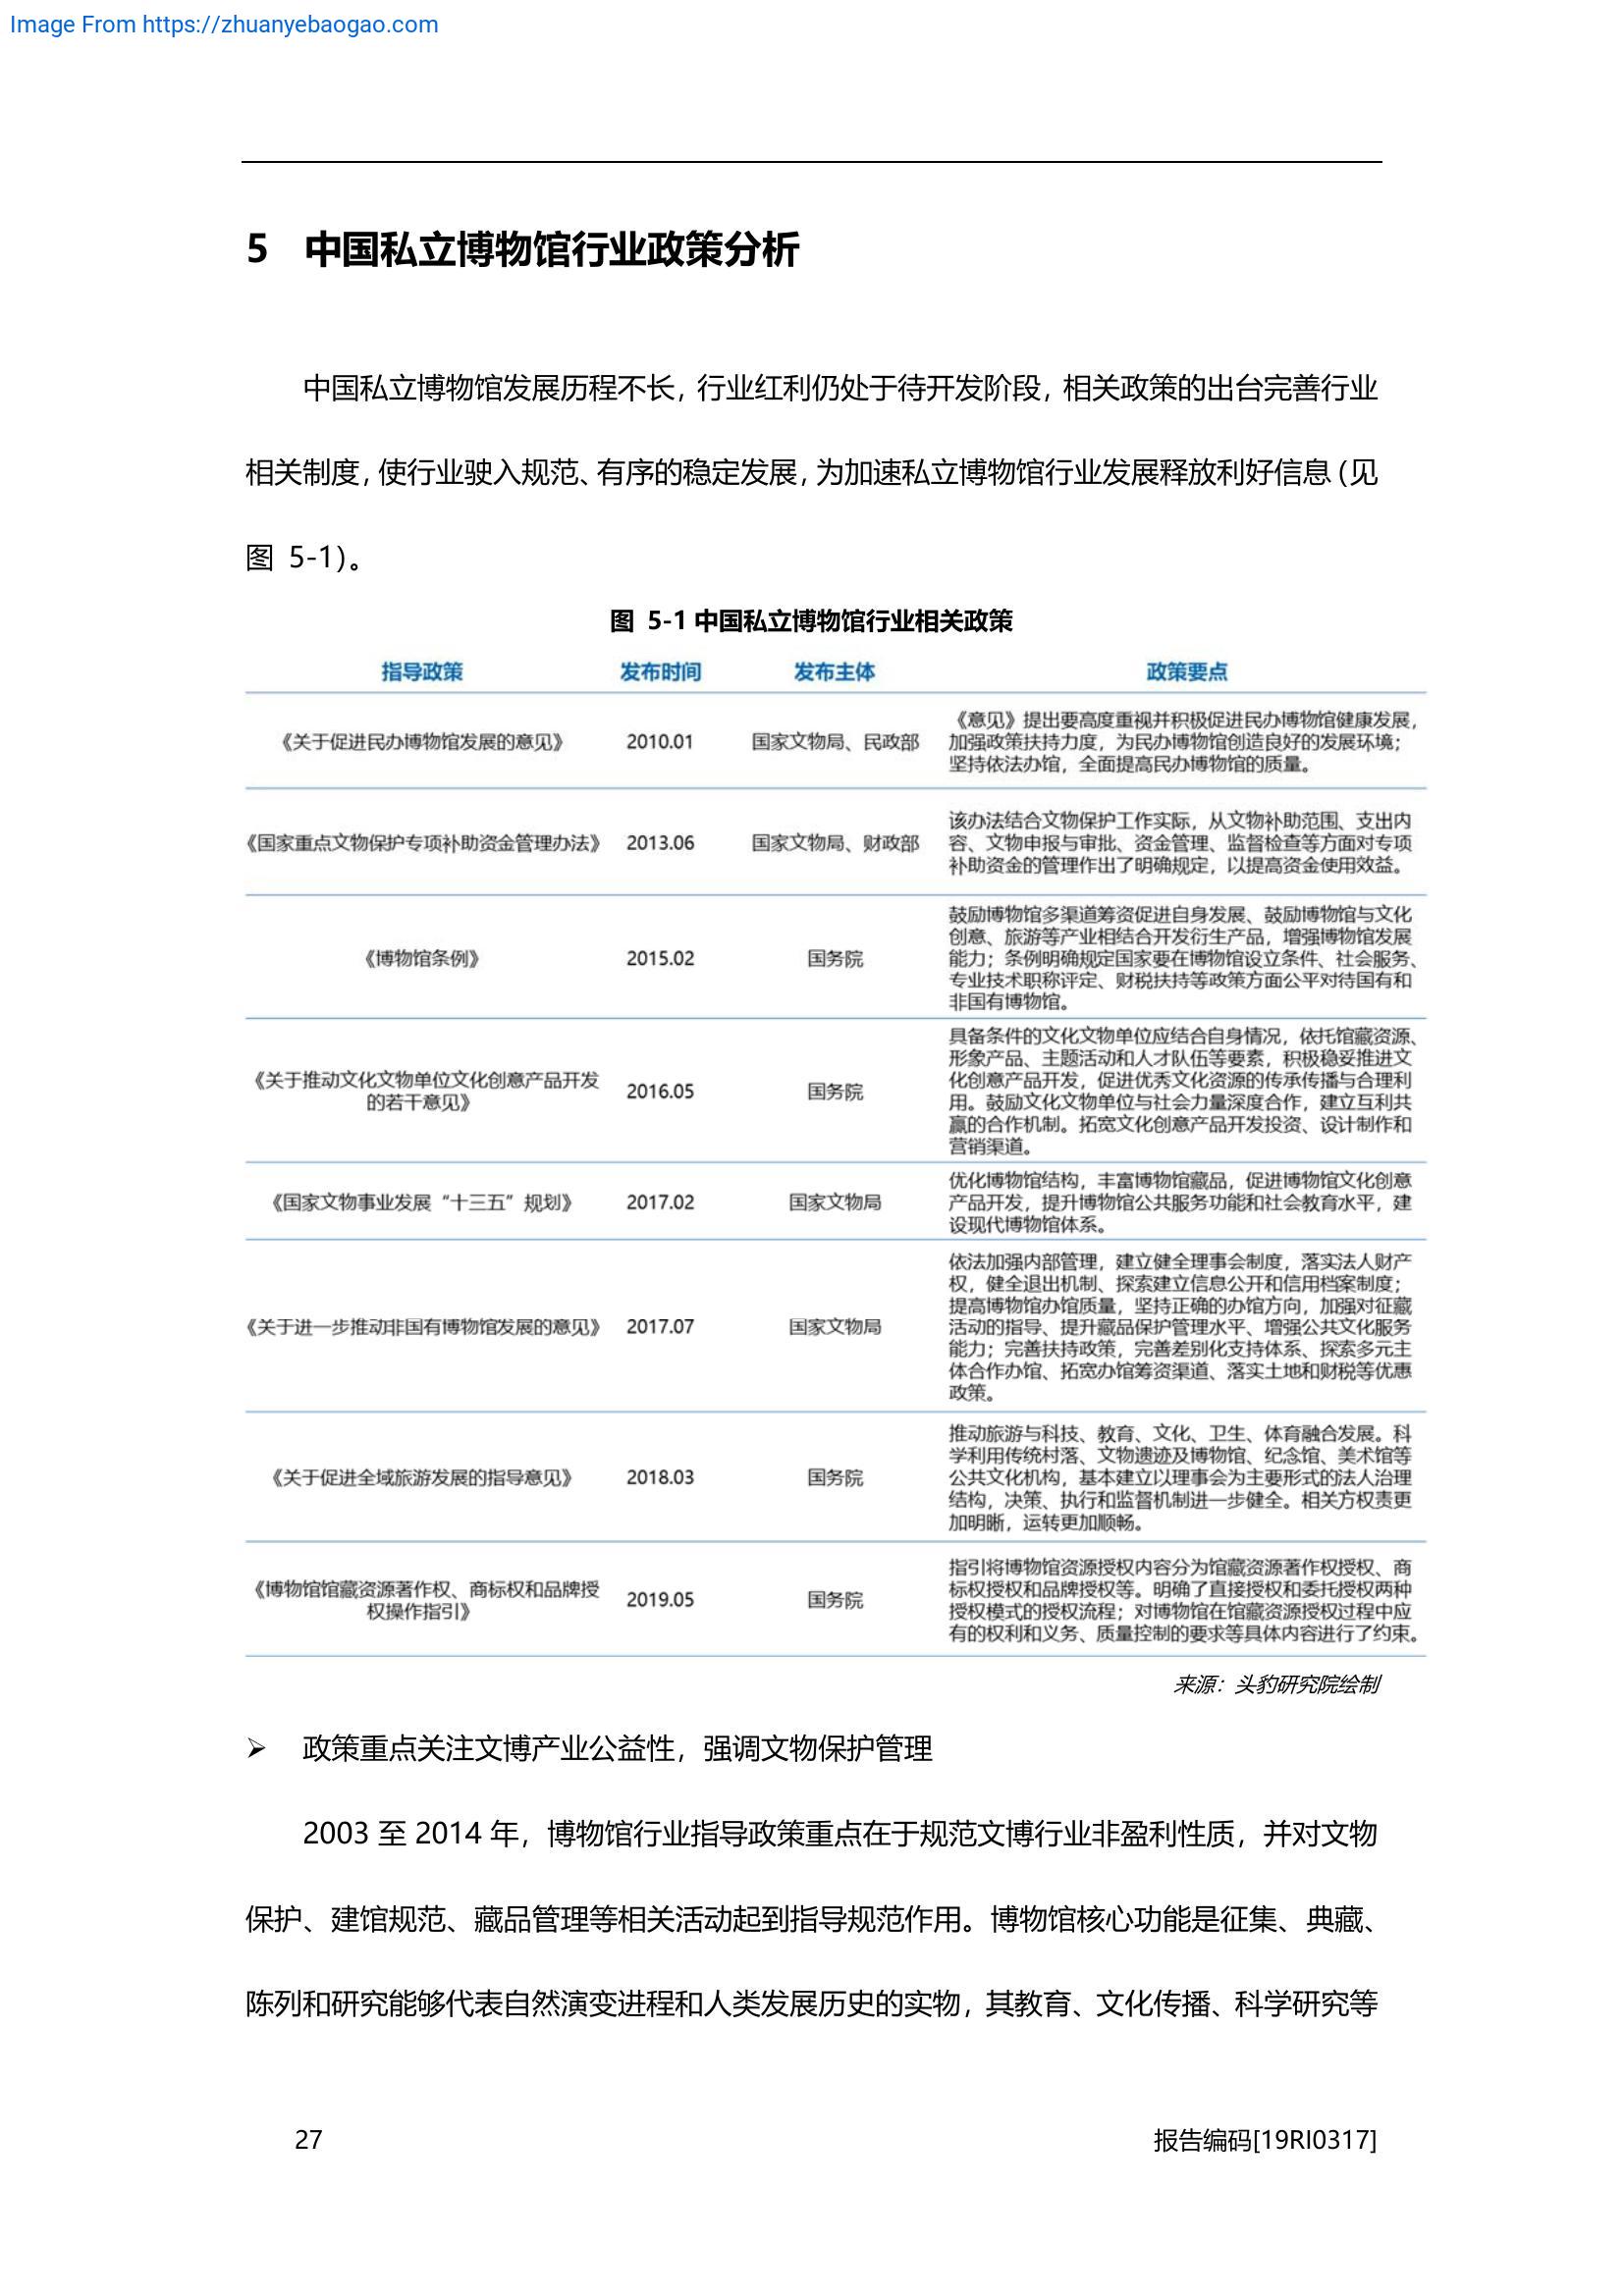 Image From https://zhuanyebaogao.com
5 中国私立博物馆行业政策分析
中国私立博物馆发展历程不长，行业红利仍处于待开发阶段，相关政策的出台完善行业
相关制度，使行业驶入规范、有序的稳定发展，为加速私立博物馆行业发展释放利好信息（见
图 5-1）。
图 5-1 中国私立博物馆行业相关政策
指导政策 发布时间 发布主体 政策要点
《关于促进民办博物馆发展的意见》 2010.01 国家文物局、民政部
《意见》提出要高度重视并积极促进民办博物馆健康发展，
加强政策扶持力度，为民办博物馆创造良好的发展环境；
坚持依法办馆，全面提高民办博物馆的质量。
《国家重点文物保护专项补助资金管理办法》 2013.06 国家文物局、财政部
该办法结合文物保护工作实际，从文物补助范围、支出内
容、文物申报与审批、资金管理、监督检查等方面对专项
补助资金的管理作出了明确规定，以提高资金使用效益。
《博物馆条例》 2015.02 国务院
鼓励博物馆多渠道筹资促进自身发展、鼓励博物馆与文化
创意、旅游等产业相结合开发衍生产品，增强博物馆发展
能力；条例明确规定国家要在博物馆设立条件、社会服务、
专业技术职称评定、财税扶持等政策方面公平对待国有和
非国有博物馆。
《关于推动文化文物单位文化创意产品开发
的若干意见》 2016.05 国务院
具备条件的文化文物单位应结合自身情况，依托馆藏资源、
形象产品、主题活动和人才队伍等要素，积极稳妥推进文
化创意产品开发，促进优秀文化资源的传承传播与合理利
用。鼓励文化文物单位与社会力量深度合作，建立互利共
赢的合作机制。拓宽文化创意产品开发投资、设计制作和
营销渠道。
《国家文物事业发展“十三五”规划》 2017.02 国家文物局
优化博物馆结构，丰富博物馆藏品，促进博物馆文化创意
产品开发，提升博物馆公共服务功能和社会教育水平，建
设现代博物馆体系。
《关于进一步推动非国有博物馆发展的意见》 2017.07 国家文物局
依法加强内部管理，建立健全理事会制度，落实法人财产
权，健全退出机制、探索建立信息公开和信用档案制度；
提高博物馆办馆质量，坚持正确的办馆方向，加强对征藏
活动的指导、提升藏品保护管理水平、增强公共文化服务
能力；完善扶持政策，完善差别化支持体系、探索多元主
体合作办馆、拓宽办馆筹资渠道、落实土地和财税等优惠
政策。
《关于促进全域旅游发展的指导意见》 2018.03 国务院
推动旅游与科技、教育、文化、卫生、体育融合发展。科
学利用传统村落、文物遗迹及博物馆、纪念馆、美术馆等
公共文化机构，基本建立以理事会为主要形式的法人治理
结构，决策、执行和监督机制进一步健全。相关方权责更
加明晰，运转更加顺畅。
《博物馆馆藏资源著作权、商标权和品牌授
权操作指引》 2019.05 国务院
指引将博物馆资源授权内容分为馆藏资源著作权授权、商
标权授权和品牌授权等。明确了直接授权和委托授权两种
授权模式的授权流程；对博物馆在馆藏资源授权过程中应
有的权利和义务、质量控制的要求等具体内容进行了约束。
来源：头豹研究院绘制
➢ 政策重点关注文博产业公益性，强调文物保护管理
2003 至 2014 年，博物馆行业指导政策重点在于规范文博行业非盈利性质，并对文物
保护、建馆规范、藏品管理等相关活动起到指导规范作用。博物馆核心功能是征集、典藏、
陈列和研究能够代表自然演变进程和人类发展历史的实物，其教育、文化传播、科学研究等
27 报告编码[19RI0317]